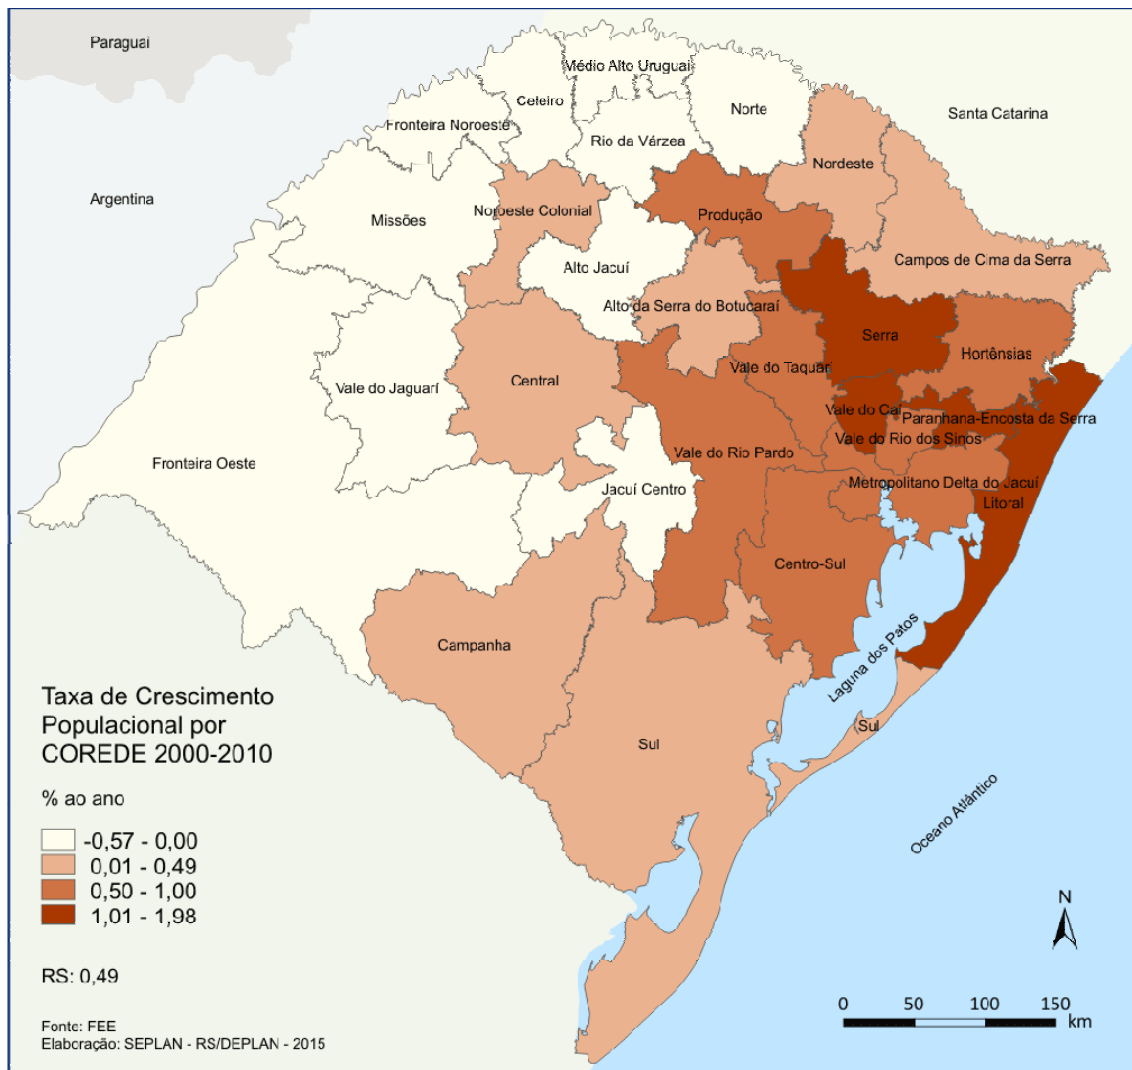 Paraguai
Médio Alto Uruguai
Celeiro
Norte
Santa Catarina
Fronteira Noroeste
Rio da Várzea
Nordeste
Argentina
Missões
Noroeste Colonial
Produção
Alto Jacuí
Campos de Cima da Serra
Alto da Serra do Botucaraí
Serra
Hortênsias
Vale do Taquari
Central
Vale do Jaguarí
Vale do Caí
Paranhana-Encosta da Serra
Vale do Rio dos Sinos
Vale do Rio Pardo
Fronteira Oeste
Jacuí Centro
Metropolitano Delta do Jacuí
Litoral
Centro-Sul
Campanha
Laguna dos Patos
Sul
Sul
Oceano Atlântico
Taxa de Crescimento
Populacional por
COREDE 2000-2010
% ao ano
-0,57 - 0,00
0,01 - 0,49
0,50 - 1,00
1,01 - 1,98
RS: 0,49
Fonte: FEE
Elaboração: SEPLAN - RS/DEPLAN - 2015
N
0 50 100 150
km